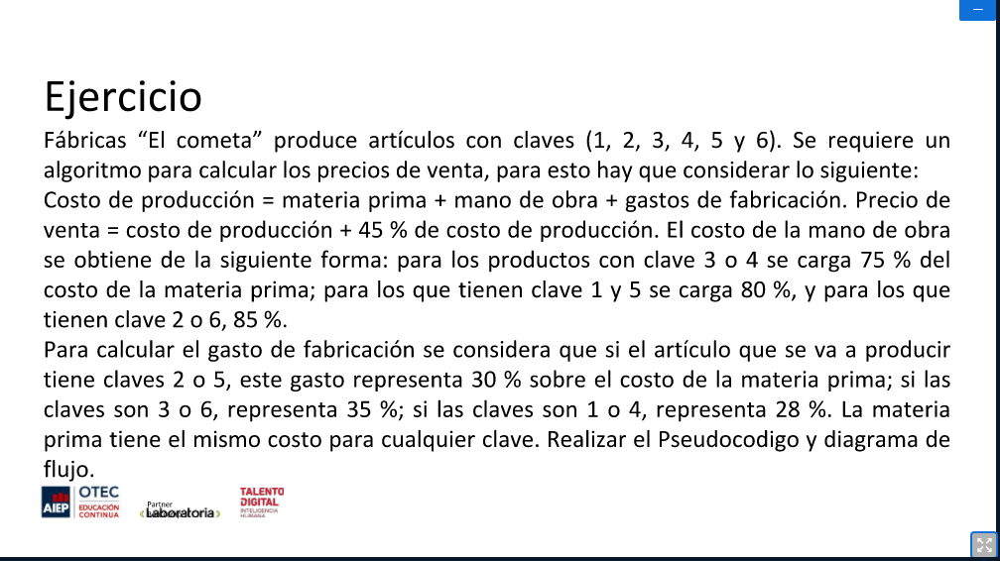 Ejercicio
Fábricas “El cometa” produce artículos con claves (1, 2, 3, 4, 5 y 6). Se requiere un
algoritmo para calcular los precios de venta, para esto hay que considerar lo siguiente:
Costo de producción = materia prima + mano de obra + gastos de fabricación. Precio de
venta = costo de producción + 45 % de costo de producción. El costo de la mano de obra
se obtiene de la siguiente forma: para los productos con clave 3 o 4 se carga 75 % del
costo de la materia prima; para los que tienen clave 1 y 5 se carga 80 %, y para los que
tienen clave 2 o 6, 85 %.
Para calcular el gasto de fabricación se considera que si el artículo que se va a producir
tiene claves 2 o 5, este gasto representa 30 % sobre el costo de la materia prima; si las
claves son 3 o 6, representa 35 %; si las claves son 1 o 4, representa 28 %. La materia
prima tiene el mismo costo para cualquier clave. Realizar el Pseudocodigo y diagrama de
flujo.
AIEP
OTEC
EDUCACIÓN
CONTINUA
Partner
Laboratoria
TALENTO
DIGITAL
INTELIGENCIA
HUMANA